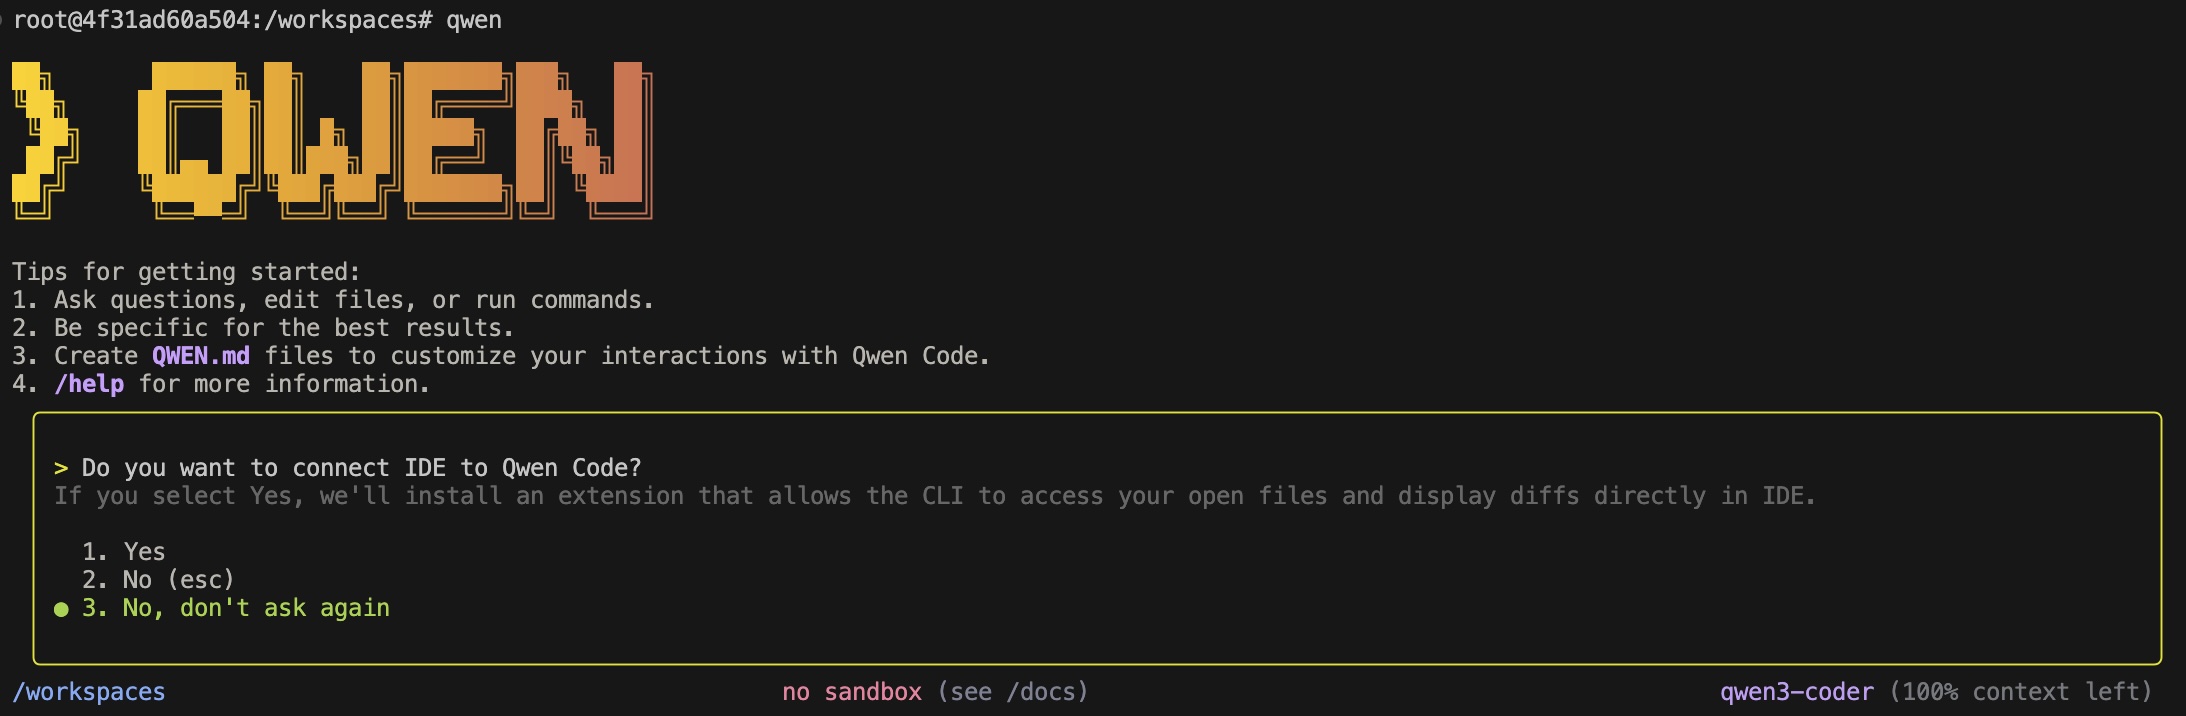 root@4f31ad60a504:/workspaces# qwen
> QWEN
Tips for getting started:
1. Ask questions, edit files, or run commands.
2. Be specific for the best results.
3. Create QWEN.md files to customize your interactions with Qwen Code.
4. /help for more information.
> Do you want to connect IDE to Qwen Code?
If you select Yes, we'll install an extension that allows the CLI to access your open files and display diffs directly in IDE.
1. Yes
2. No (esc)
● 3. No, don't ask again
/workspaces no sandbox (see /docs) qwen3-coder (100% context left)